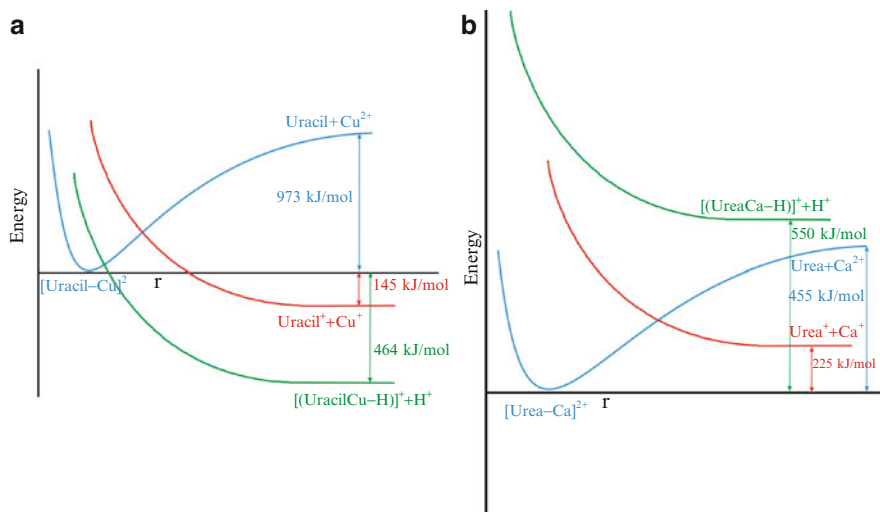 a
Energy
Uracil+Cu²⁺
973 kJ/mol
[Uracil–Cu]²
r
145 kJ/mol
Uracil⁺+Cu⁺
464 kJ/mol
[(UracilCu–H)]⁺+H⁺
b
Energy
[(UreaCa–H)]⁺+H⁺
550 kJ/mol
Urea+Ca²⁺
455 kJ/mol
Urea⁺+Ca⁺
225 kJ/mol
[Urea–Ca]²⁺
r